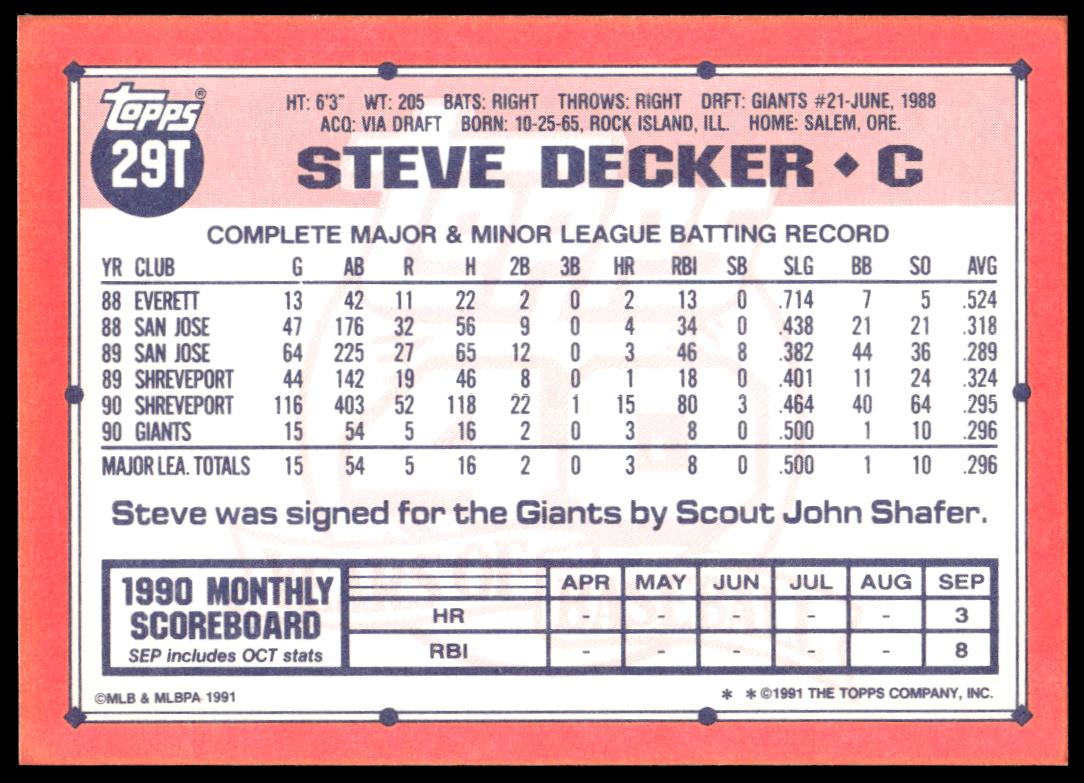 topps®
29T
HT: 6'3" WT: 205 BATS: RIGHT THROWS: RIGHT DRFT: GIANTS #21-JUNE, 1988
ACQ: VIA DRAFT BORN: 10-25-65, ROCK ISLAND, ILL. HOME: SALEM, ORE.
STEVE DECKER ◆ C
COMPLETE MAJOR & MINOR LEAGUE BATTING RECORD
YR CLUB G AB R H 2B 3B HR RBI SB SLG BB SO AVG
88 EVERETT 13 42 11 22 2 0 2 13 0 .714 7 5 .524
88 SAN JOSE 47 176 32 56 9 0 4 34 0 .438 21 21 .318
89 SAN JOSE 64 225 27 65 12 0 3 46 8 .382 44 36 .289
89 SHREVEPORT 44 142 19 46 8 0 1 18 0 .401 11 24 .324
90 SHREVEPORT 116 403 52 118 22 1 15 80 3 .464 40 64 .295
90 GIANTS 15 54 5 16 2 0 3 8 0 .500 1 10 .296
MAJOR LEA. TOTALS 15 54 5 16 2 0 3 8 0 .500 1 10 .296
Steve was signed for the Giants by Scout John Shafer.
1990 MONTHLY
SCOREBOARD
SEP includes OCT stats
APR MAY JUN JUL AUG SEP
HR - - - - - 3
RBI - - - - - 8
©MLB & MLBPA 1991
* * ©1991 THE TOPPS COMPANY, INC.